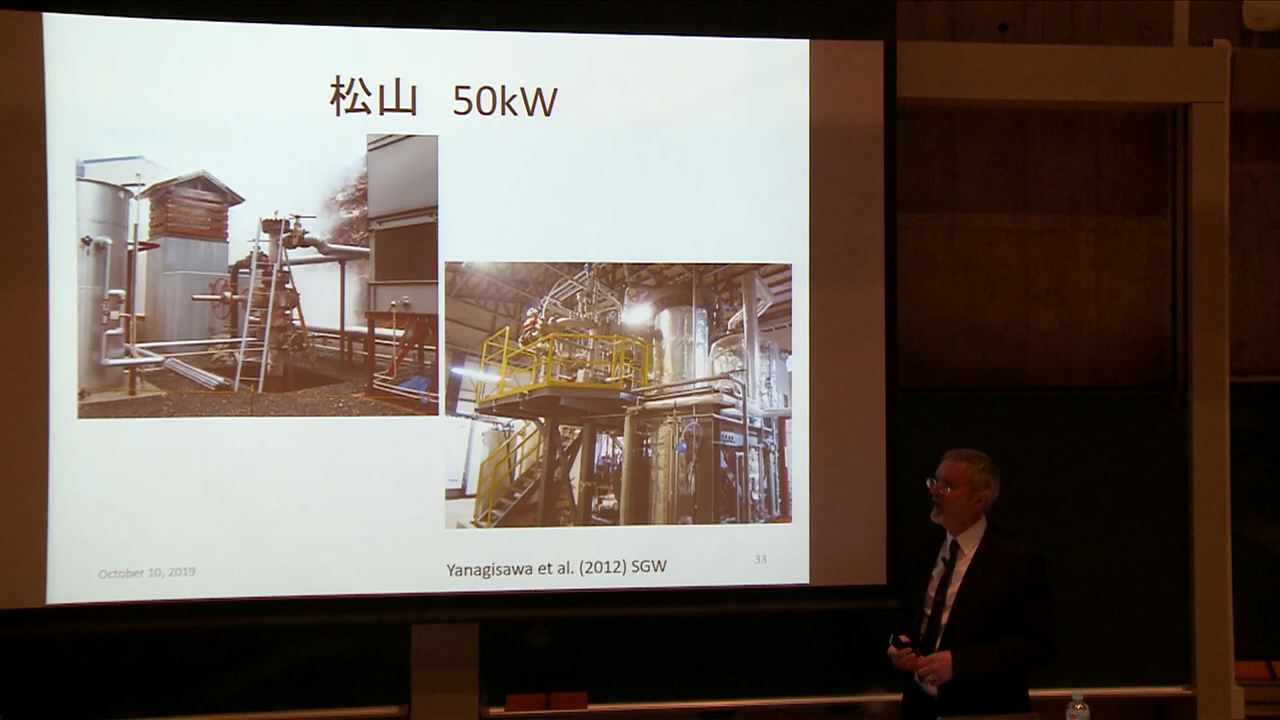 松山 50kW
October 10, 2019
Yanagisawa et al. (2012) SGW
33